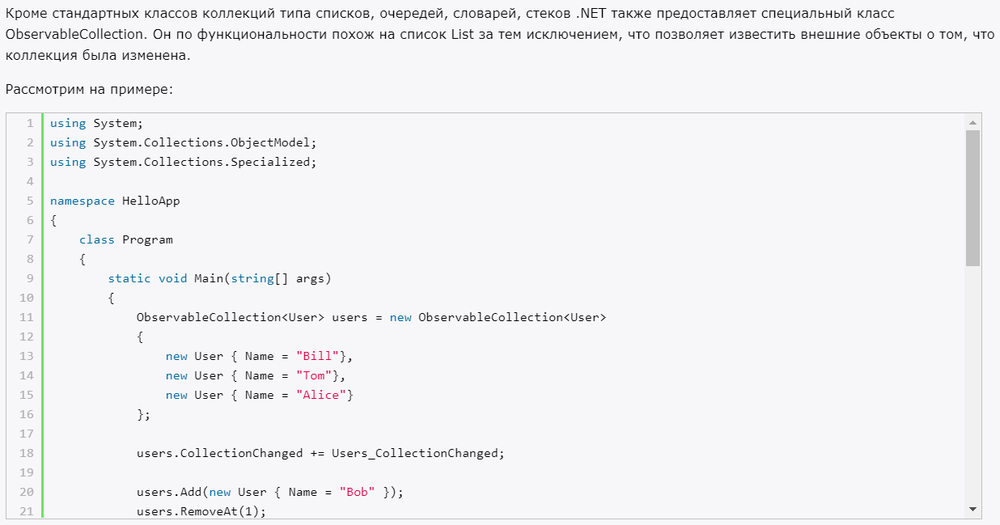 Кроме стандартных классов коллекций типа списков, очередей, словарей, стеков .NET также предоставляет специальный класс
ObservableCollection. Он по функциональности похож на список List за тем исключением, что позволяет известить внешние объекты о том, что
коллекция была изменена.
Рассмотрим на примере:
1 using System;
2 using System.Collections.ObjectModel;
3 using System.Collections.Specialized;
4
5 namespace HelloApp
6 {
7     class Program
8     {
9         static void Main(string[] args)
10         {
11             ObservableCollection<User> users = new ObservableCollection<User>
12             {
13                 new User { Name = "Bill"},
14                 new User { Name = "Tom"},
15                 new User { Name = "Alice"}
16             };
17
18             users.CollectionChanged += Users_CollectionChanged;
19
20             users.Add(new User { Name = "Bob" });
21             users.RemoveAt(1);